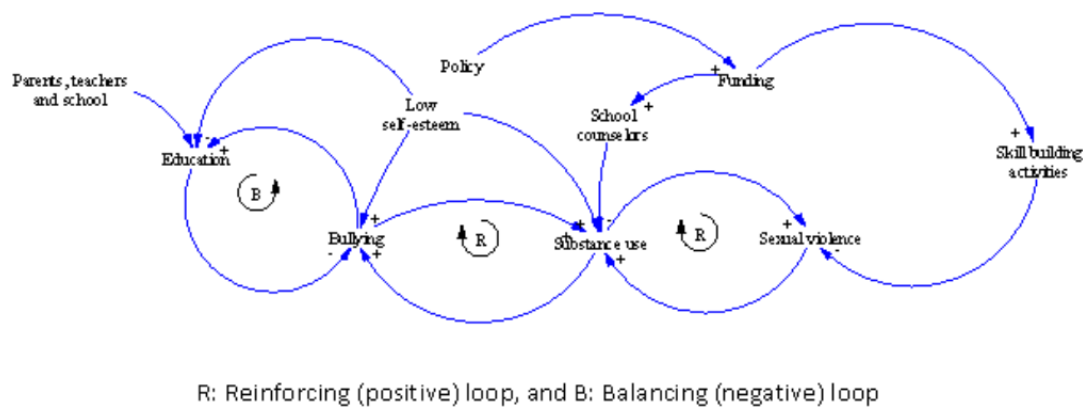 Policy
Parents, teachers
and school
Funding
Low
self-esteem
School
counselors
Education
Skill building
activities
B
R
R
Bullying
Substance use
Sexual violence
+
+
-
+
+
+
-
+
+
-
+
+
+
+
-
R: Reinforcing (positive) loop, and B: Balancing (negative) loop